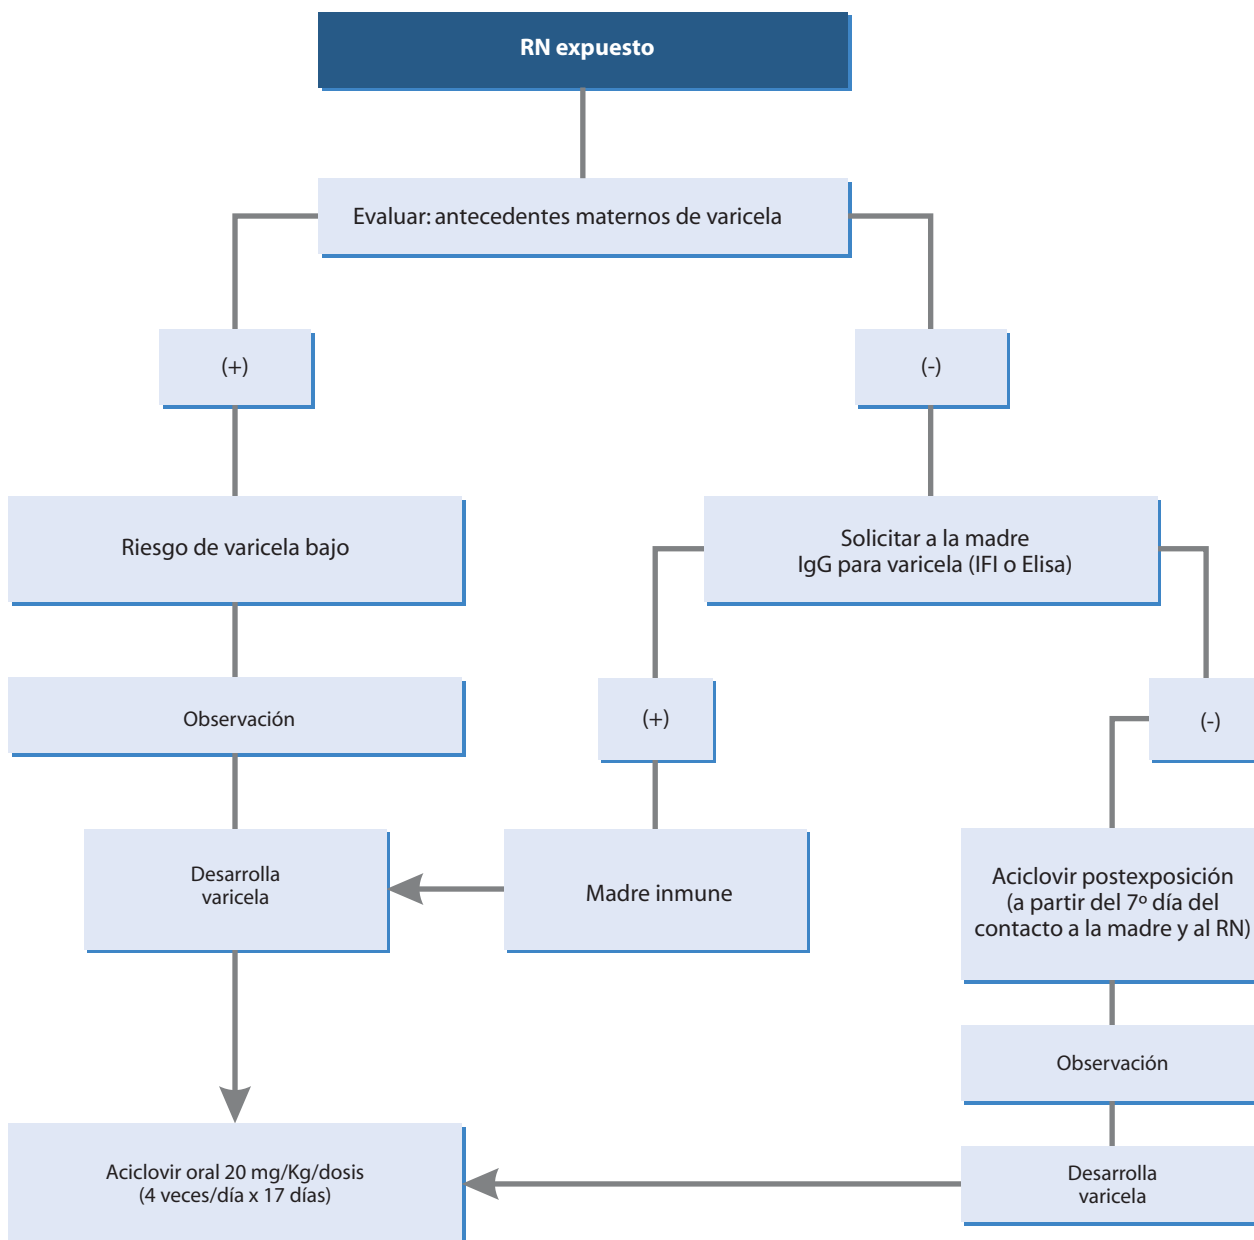 RN expuesto
Evaluar: antecedentes maternos de varicela
(+)
(-)
Riesgo de varicela bajo
Solicitar a la madre
IgG para varicela (IFI o Elisa)
Observación
(+)
(-)
Desarrolla
varicela
Madre inmune
Aciclovir postexposición
(a partir del 7º día del
contacto a la madre y al RN)
Observación
Aciclovir oral 20 mg/Kg/dosis
(4 veces/día x 17 días)
Desarrolla
varicela